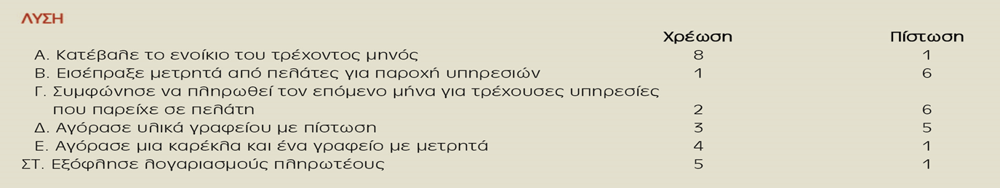 ΛΥΣΗ
Χρέωση Πίστωση
Α. Κατέβαλε το ενοίκιο του τρέχοντος μηνός 8 1
Β. Εισέπραξε μετρητά από πελάτες για παροχή υπηρεσιών 1 6
Γ. Συμφώνησε να πληρωθεί τον επόμενο μήνα για τρέχουσες υπηρεσίες
που παρείχε σε πελάτη 2 6
Δ. Αγόρασε υλικά γραφείου με πίστωση 3 5
Ε. Αγόρασε μια καρέκλα και ένα γραφείο με μετρητά 4 1
ΣΤ. Εξόφλησε λογαριασμούς πληρωτέους 5 1